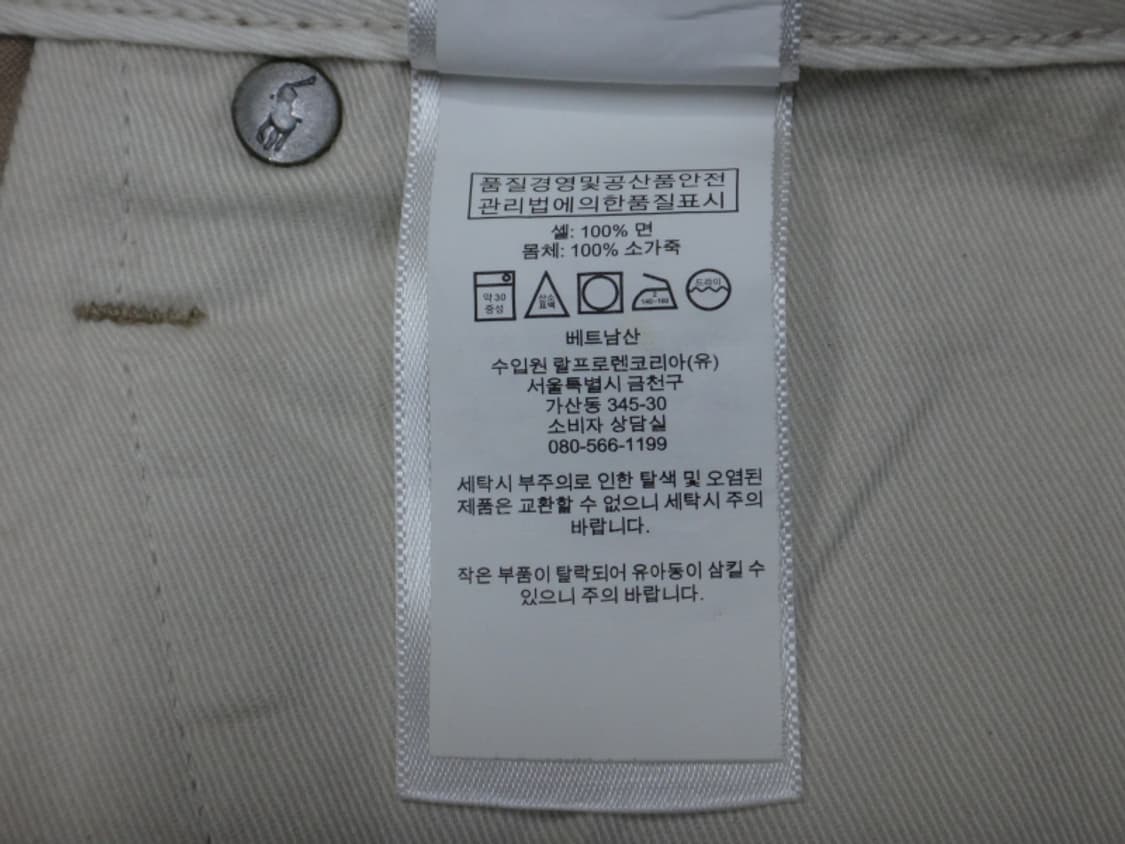 품질경영및공산품안전
관리법에의한품질표시
셀: 100% 면
몸체: 100% 소가죽
약 30
중성
산소
표백
2
140~160
드라이
베트남산
수입원 랄프로렌코리아(유)
서울특별시 금천구
가산동 345-30
소비자 상담실
080-566-1199
세탁시 부주의로 인한 탈색 및 오염된
제품은 교환할 수 없으니 세탁시 주의
바랍니다.
작은 부품이 탈락되어 유아동이 삼킬 수
있으니 주의 바랍니다.